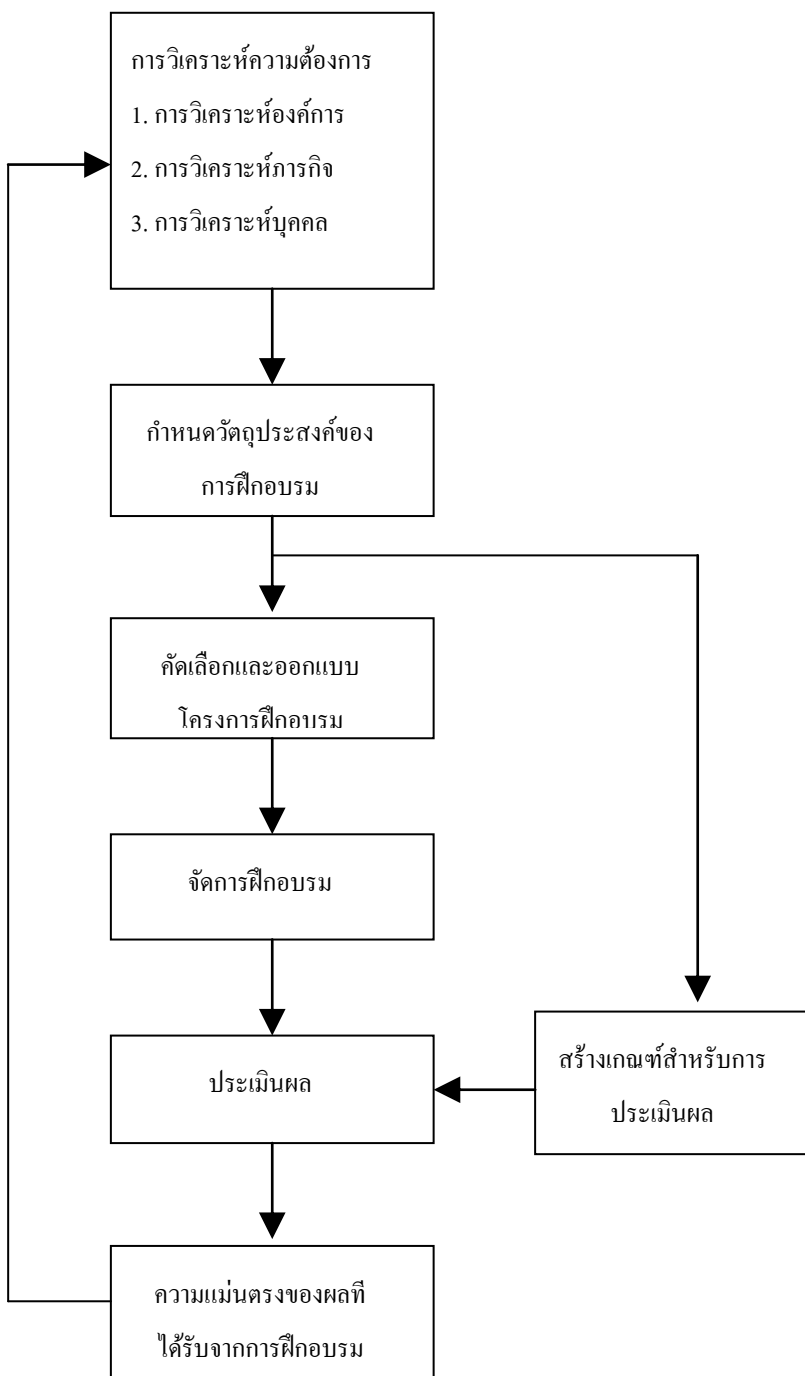 การวิเคราะห์ความต้องการ
1. การวิเคราะห์องค์การ
2. การวิเคราะห์ภารกิจ
3. การวิเคราะห์บุคคล
กำหนดวัตถุประสงค์ของ
การฝึกอบรม
คัดเลือกและออกแบบ
โครงการฝึกอบรม
จัดการฝึกอบรม
ประเมินผล
สร้างเกณฑ์สำหรับการ
ประเมินผล
ความแม่นตรงของผลที
ได้รับจากการฝึกอบรม